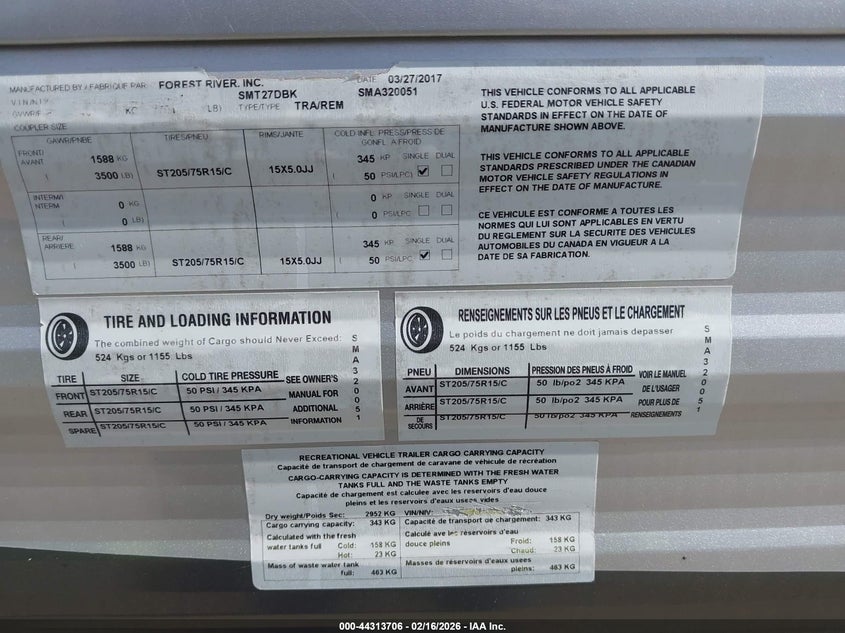 MANUFACTURED BY / FABRIQUE PAR FOREST RIVER, INC. DATE 03/27/2017
V.I.N./N.I.V. SMT27DBK SMA320051
KG LB) TYPE/TYPE TRA/REM
COUPLER SIZE
GAWR/PNBE TIRES/PNEU RIMS/JANTE COLD INFL PRESS/PRESS DE GONFL A FROID
FRONT/ AVANT 1588 KG ST205/75R15/C 15X5.0JJ 345 KP SINGLE DUAL
( 3500 LB) ( 50 PSI/LPC)
INTERM/ INTERM 0 KG 0 KP SINGLE DUAL
( 0 LB) ( 0 PSI/LPC
REAR/ ARRIERE 1588 KG ST205/75R15/C 15X5.0JJ 345 KP SINGLE DUAL
( 3500 LB) ( 50 PSI/LPC
THIS VEHICLE CONFORMS TO ALL APPLICABLE
U.S. FEDERAL MOTOR VEHICLE SAFETY
STANDARDS IN EFFECT ON THE DATE OF
MANUFACTURE SHOWN ABOVE.
THIS VEHICLE CONFORMS TO ALL APPLICABLE
STANDARDS PRESCRIBED UNDER THE CANADIAN
MOTOR VEHICLE SAFETY REGULATIONS IN
EFFECT ON THE DATE OF MANUFACTURE.
CE VEHICULE EST CONFORME A TOUTES LES
NORMES QUI LUI SONT APPLICABLES EN VERTU
DU REGLEMENT SUR LA SECURITE DES VEHICULES
AUTOMOBILES DU CANADA EN VIGUEUR A LA
DATE DE SA FABRICATION.
TIRE AND LOADING INFORMATION
The combined weight of Cargo should Never Exceed:
524 Kgs or 1155 Lbs
TIRE SIZE COLD TIRE PRESSURE SEE OWNER'S
FRONT ST205/75R15/C 50 PSI / 345 KPA MANUAL FOR
REAR ST205/75R15/C 50 PSI / 345 KPA ADDITIONAL
SPARE ST205/75R15/C 50 PSI / 345 KPA INFORMATION
SMA320051
RENSEIGNEMENTS SUR LES PNEUS ET LE CHARGEMENT
Le poids du chargement ne doit jamais depasser
524 Kgs or 1155 Lbs
PNEU DIMENSIONS PRESSION DES PNEUS À FROID VOIR LE MANUEL
AVANT ST205/75R15/C 50 lb/po2 345 KPA DE L'USAGER
ARRIÈRE ST205/75R15/C 50 lb/po2 345 KPA POUR PLUS DE
DE SECOURS ST205/75R15/C 50 lb/po2 345 KPA RENSEIGNEMENTS
SMA320051
RECREATIONAL VEHICLE TRAILER CARGO CARRYING CAPACITY
Capacité de transport de chargement de caravane de véhicule de récréation
CARGO-CARRYING CAPACITY IS DETERMINED WITH THE FRESH WATER
TANKS FULL AND THE WASTE TANKS EMPTY
Capacité de chargement est calculée avec les reservoirs d'eau douce
pleins et les reservoirs d'eaux uses vides
Dry weight/Poids Sec: 2952 KG VIN/NIV:
Cargo carrying capacity: 343 KG Capacité de transport de chargement: 343 KG
Calculated with the fresh water tanks full Cold: 158 KG Calculé avec les réservoirs d'eau douce pleins Froid: 158 KG
Hot: 23 KG Chaud: 23 KG
Mass of waste water tank full: 463 KG Masses de réservoirs d'eaux usees pleins: 463 KG
000-44313706 - 02/16/2026 - IAA Inc.